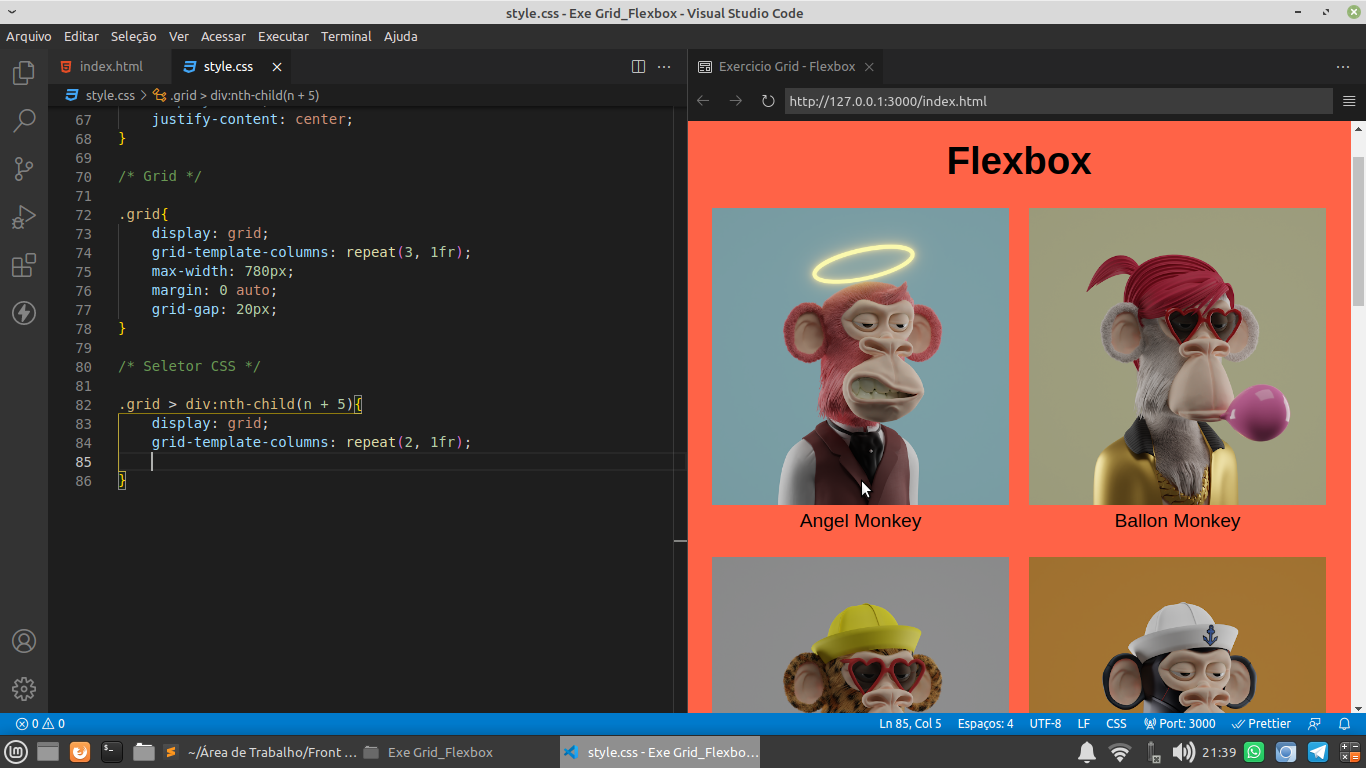 style.css - Exe Grid_Flexbox - Visual Studio Code
Arquivo Editar Seleção Ver Acessar Executar Terminal Ajuda
index.html style.css
Exercicio Grid - Flexbox
style.css > .grid > div:nth-child(n + 5)
http://127.0.0.1:3000/index.html
67 justify-content: center;
68 }
69
70 /* Grid */
71
72 .grid{
73 display: grid;
74 grid-template-columns: repeat(3, 1fr);
75 max-width: 780px;
76 margin: 0 auto;
77 grid-gap: 20px;
78 }
79
80 /* Seletor CSS */
81
82 .grid > div:nth-child(n + 5){
83 display: grid;
84 grid-template-columns: repeat(2, 1fr);
85
86 }
Flexbox
Angel Monkey
Ballon Monkey
0 0
Ln 85, Col 5 Espaços: 4 UTF-8 LF CSS Port: 3000 Prettier
~/Área de Trabalho/Front ... Exe Grid_Flexbox style.css - Exe Grid_Flexbo... 21:39